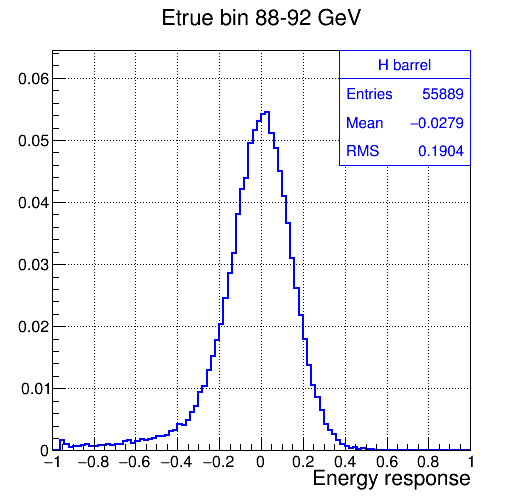 Etrue bin 88-92 GeV
H barrel
Entries 55889
Mean −0.0279
RMS 0.1904
0.06
0.05
0.04
0.03
0.02
0.01
0
−1 −0.8 −0.6 −0.4 −0.2 0 0.2 0.4 0.6 0.8 1
Energy response